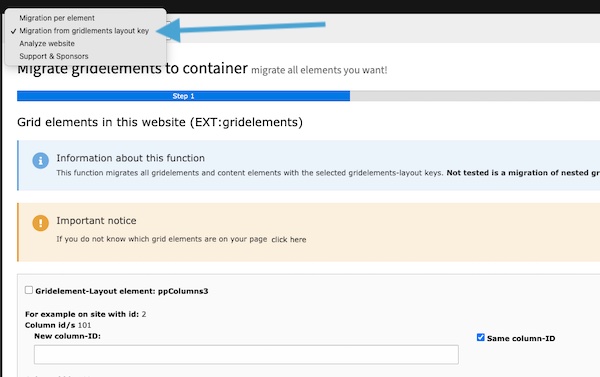 Migration per element
✓ Migration from gridlements layout key
Analyze website
Support & Sponsors
Migrate gridelements to container migrate all elements you want!
Step 1
Grid elements in this website (EXT:gridelements)
Information about this function
This function migrates all gridelements and content elements with the selected gridelements-layout keys. Not tested is a migration of nested gr
Important notice
If you do not know which grid elements are on your page click here
Gridelement-Layout element: ppColumns3
For example on site with id: 2
Column id/s 101
New column-ID:
Same column-ID